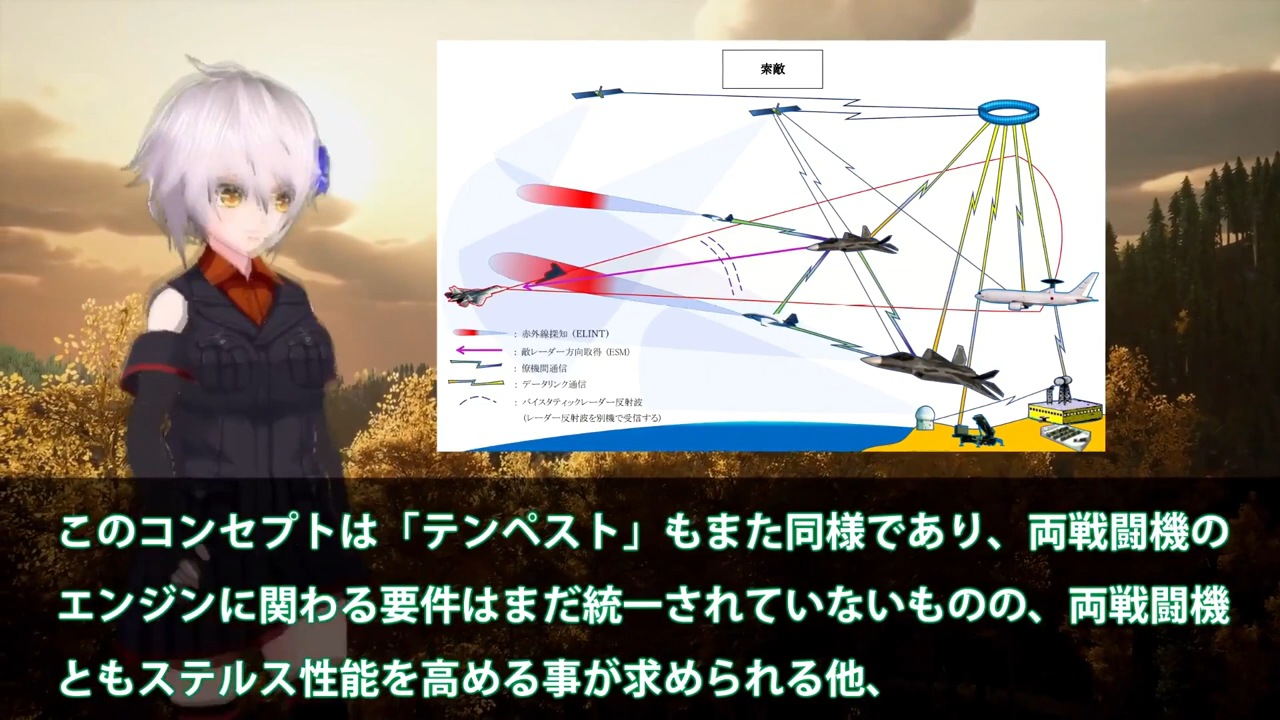 索敵
: 赤外線探知 (ELINT)
: 敵レーダー方向取得 (ESM)
: 僚機間通信
: データリンク通信
: バイスタティックレーダー反射波
(レーダー反射波を別機で受信する)
このコンセプトは「テンペスト」もまた同様であり、両戦闘機の
エンジンに関わる要件はまだ統一されていないものの、両戦闘機
ともステルス性能を高める事が求められる他、